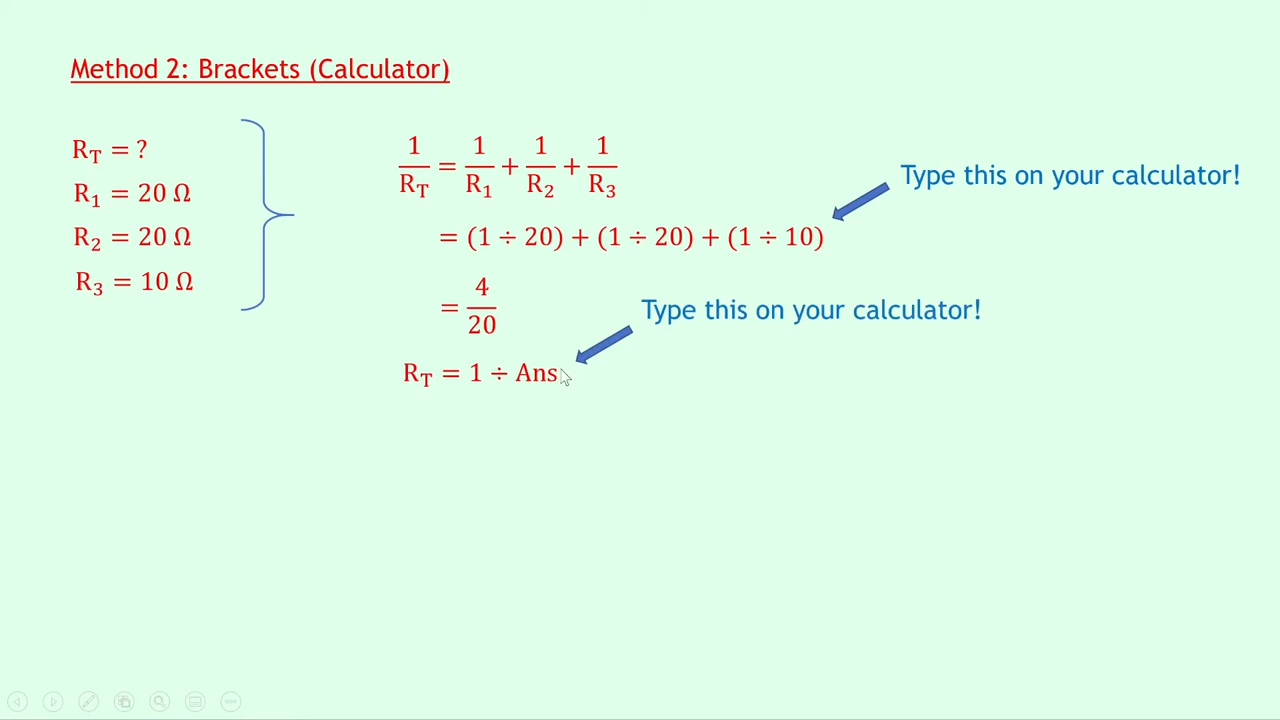 Method 2: Brackets (Calculator)
R_T = ?
R_1 = 20 Ω
R_2 = 20 Ω
R_3 = 10 Ω
1/R_T = 1/R_1 + 1/R_2 + 1/R_3
Type this on your calculator!
= (1 ÷ 20) + (1 ÷ 20) + (1 ÷ 10)
= 4/20
Type this on your calculator!
R_T = 1 ÷ Ans